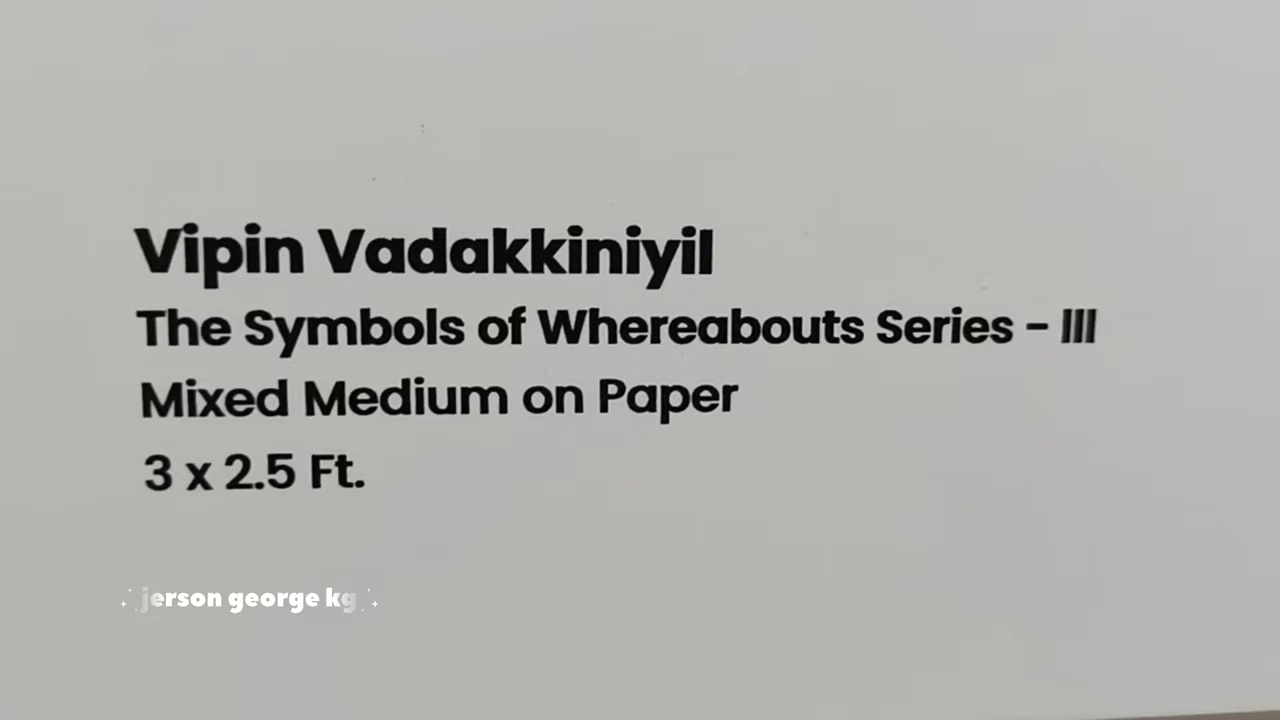 Vipin Vadakkiniyil
The Symbols of Whereabouts Series - III
Mixed Medium on Paper
3 x 2.5 Ft.
jerson george kg